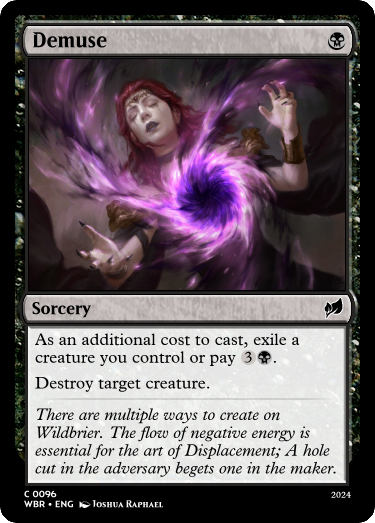 Demuse
Sorcery
As an additional cost to cast, exile a
creature you control or pay 3.
Destroy target creature.
There are multiple ways to create on
Wildbrier. The flow of negative energy is
essential for the art of Displacement; A hole
cut in the adversary begets one in the maker.
C 0096
2024
WBR • ENG Joshua Raphael